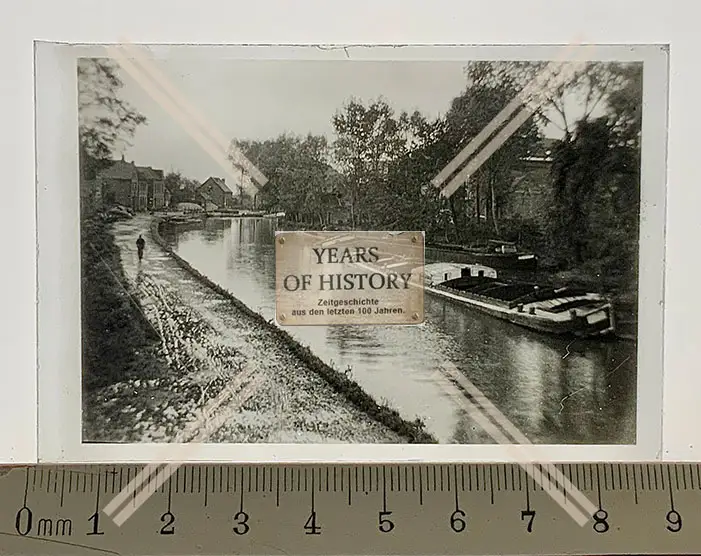 YEARS
OF HISTORY
Zeitgeschichte
aus den letzten 100 Jahren.
0mm 1 2 3 4 5 6 7 8 9